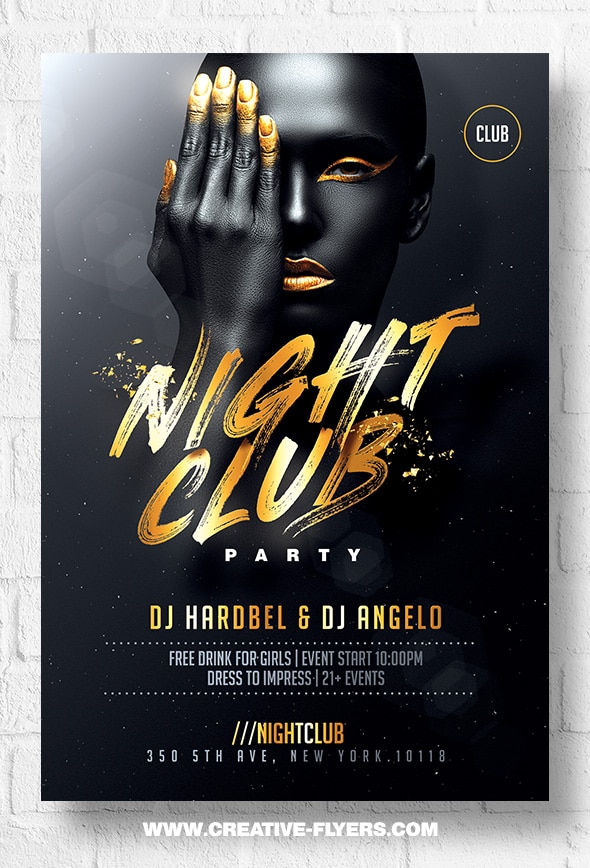 CLUB
NIGHT
CLUB
PARTY
DJ HARDBEL & DJ ANGELO
FREE DRINK FOR GIRLS | EVENT START 10:00PM
DRESS TO IMPRESS | 21+ EVENTS
///NIGHTCLUB
350 5TH AVE, NEW YORK.10118
WWW.CREATIVE-FLYERS.COM